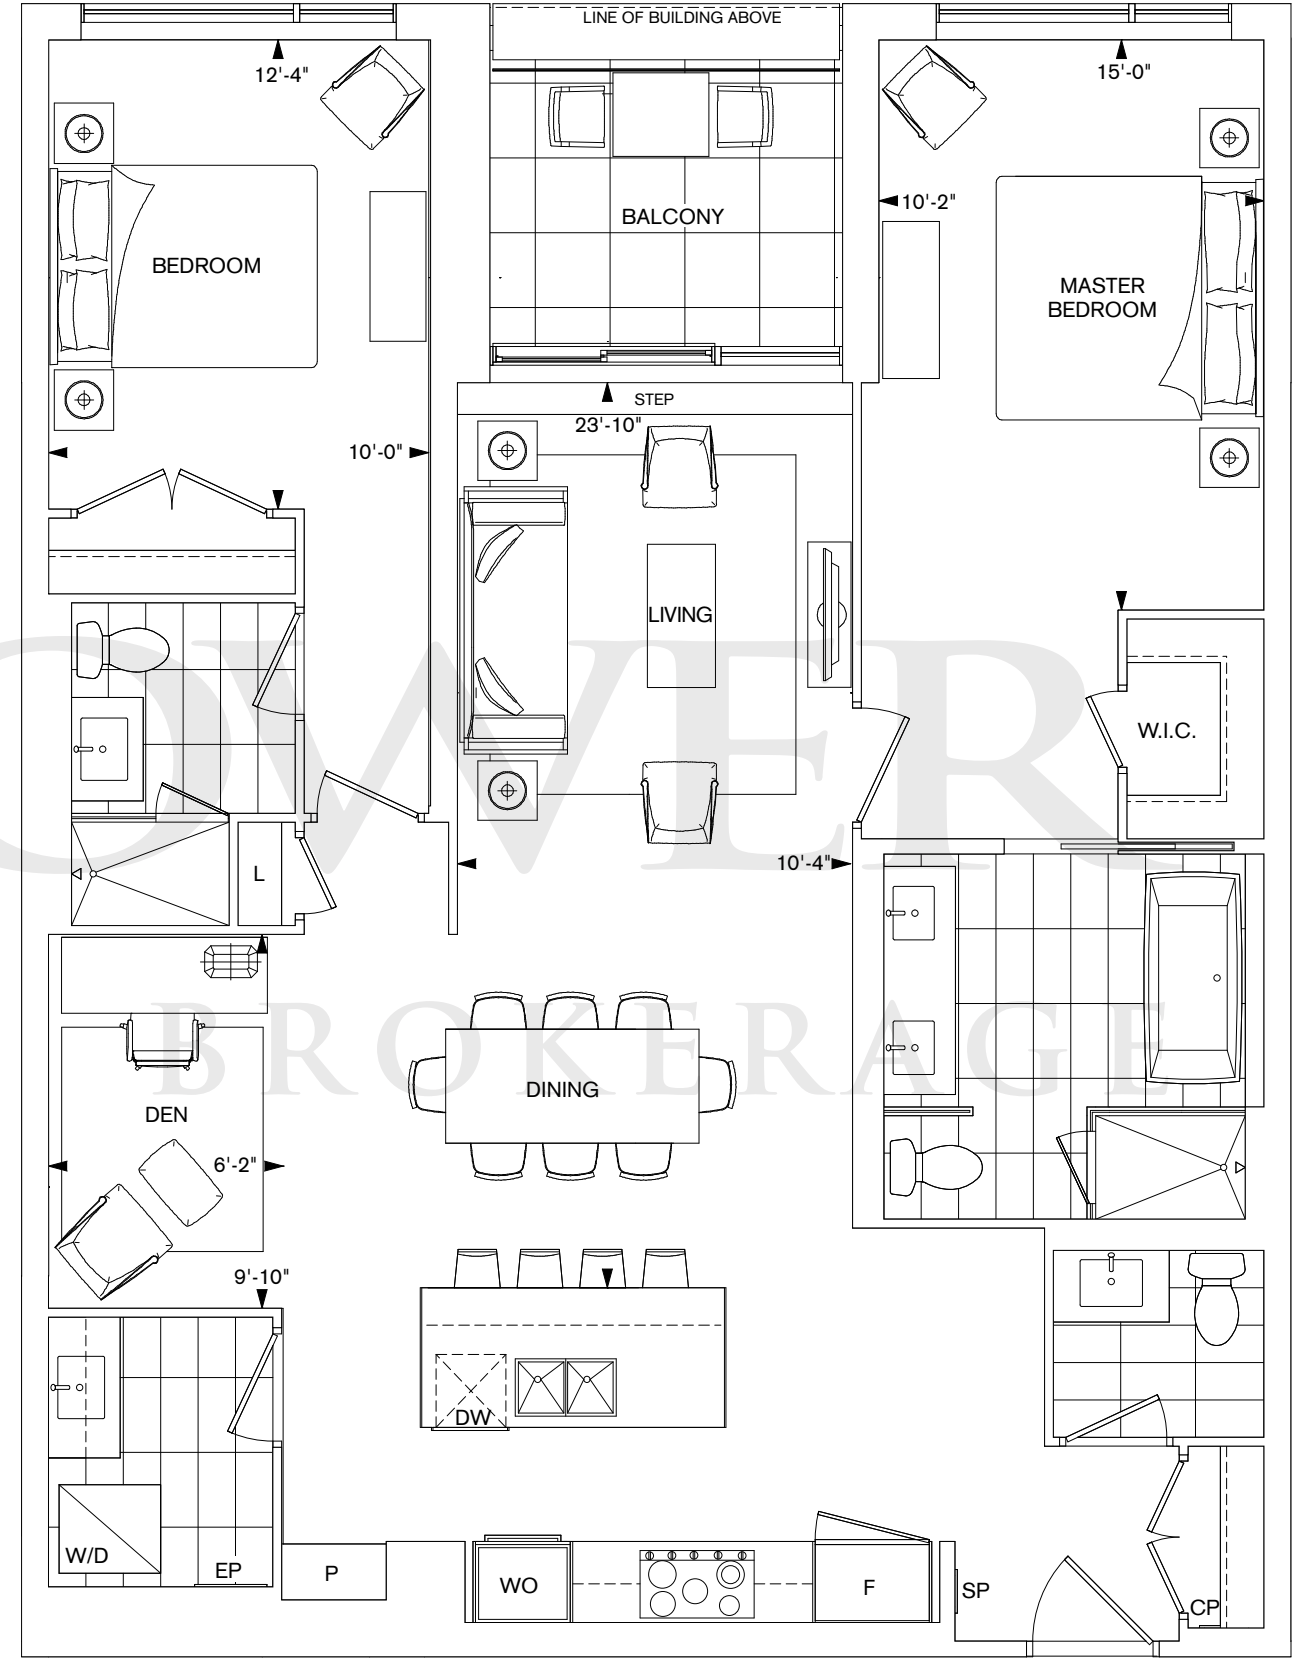 LINE OF BUILDING ABOVE
12'-4"
15'-0"
10'-2"
BALCONY
BEDROOM
MASTER
BEDROOM
STEP
23'-10"
10'-0"
LIVING
W.I.C.
OWER
10'-4"
L
BROKERAGE
DINING
DEN
6'-2"
9'-10"
DW
W/D
EP
P
WO
F
SP
CP